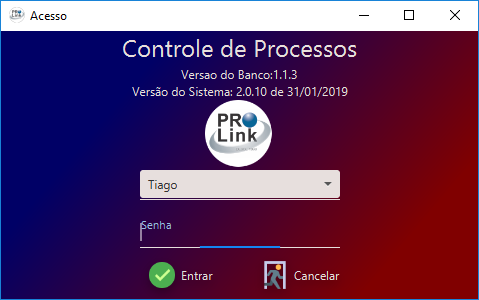 Acesso
Controle de Processos
Versao do Banco:1.1.3
Versão do Sistema: 2.0.10 de 31/01/2019
PRO
Link
Tiago
Senha
Entrar
Cancelar